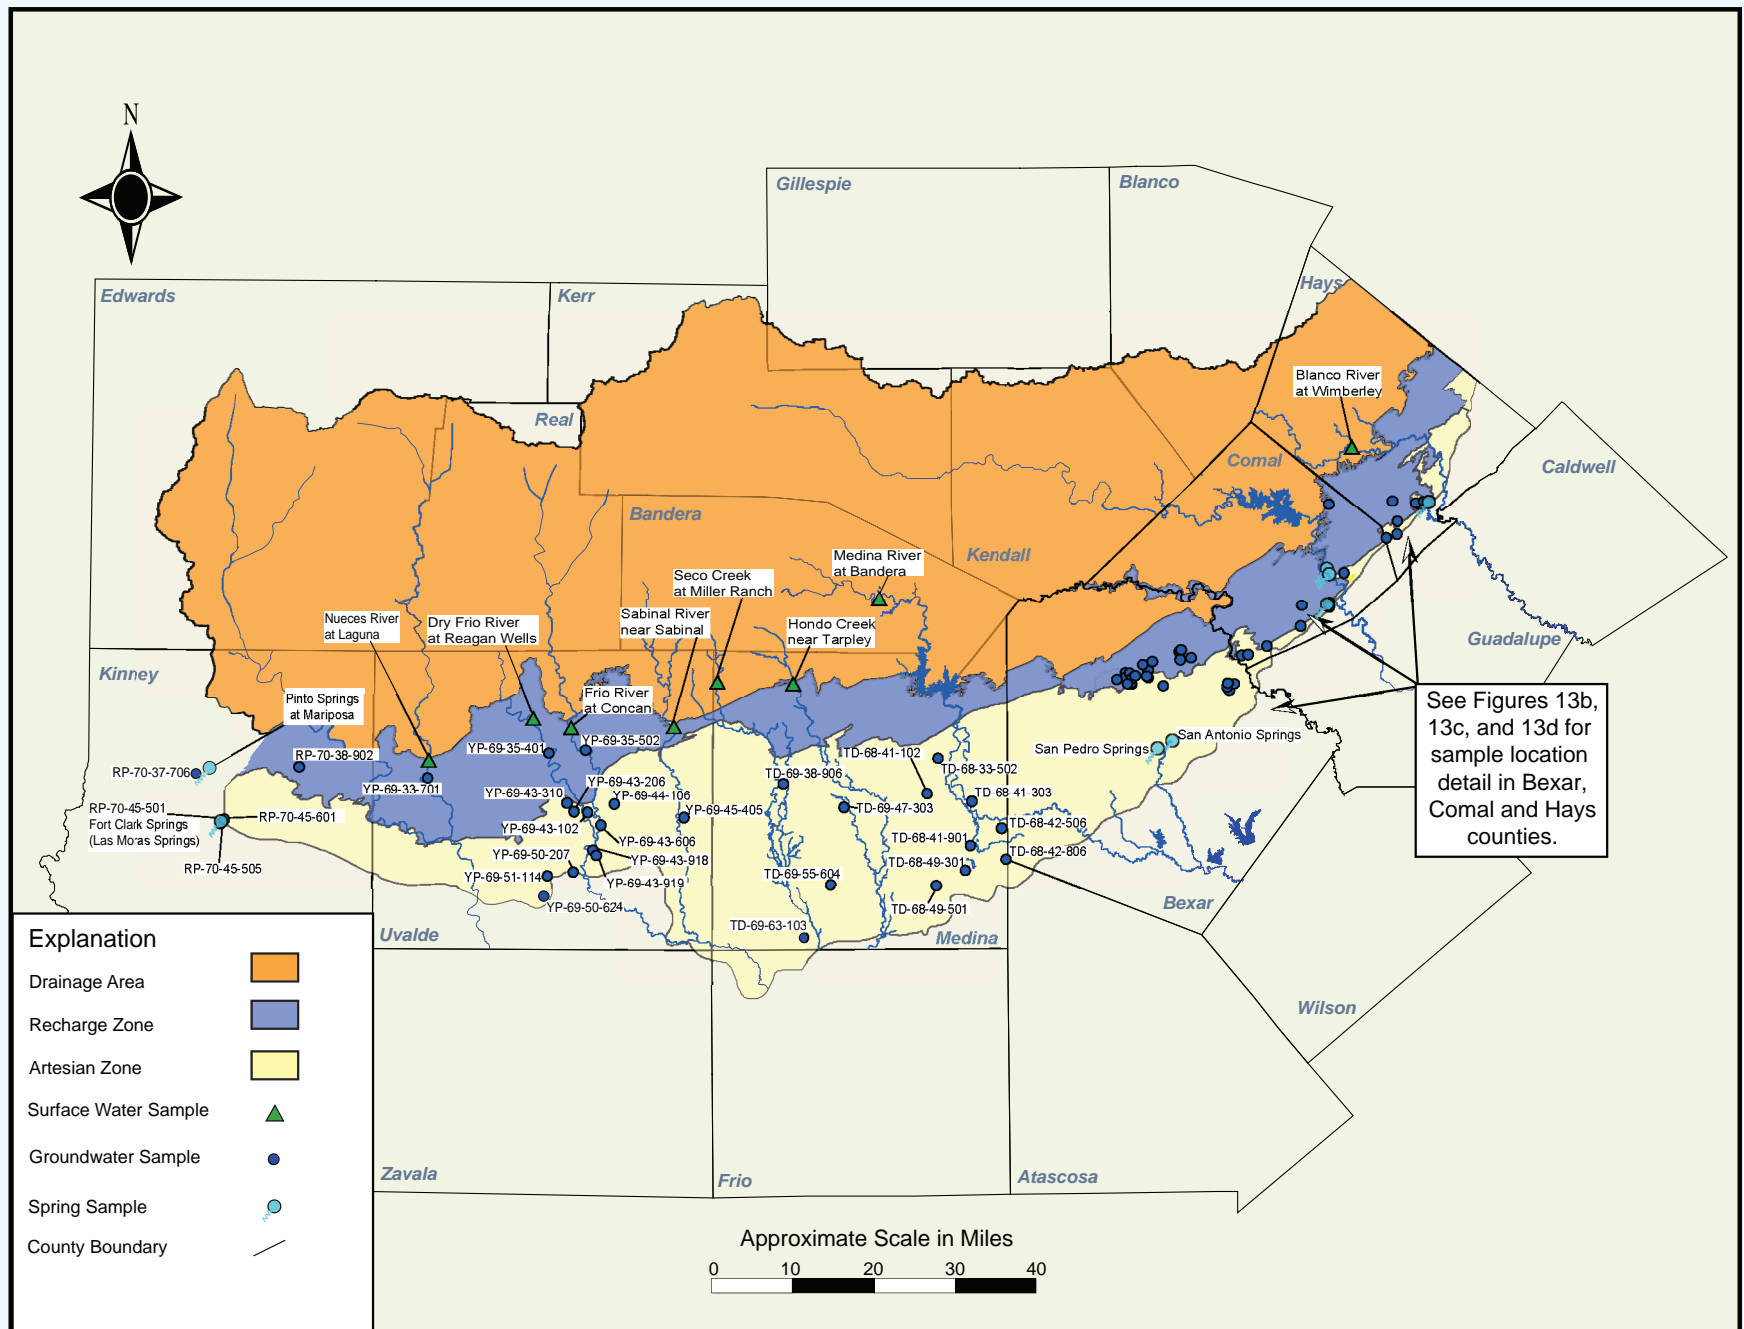 N
Gillespie
Blanco
Hays
Edwards
Kerr
Real
Blanco River
at Wimberley
Comal
Caldwell
Bandera
Kendall
Medina River
at Bandera
Seco Creek
at Miller Ranch
Sabinal River
near Sabinal
Hondo Creek
near Tarpley
Nueces River
at Laguna
Dry Frio River
at Reagan Wells
Guadalupe
Kinney
Pinto Springs
at Mariposa
Frio River
at Concan
See Figures 13b,
13c, and 13d for
sample location
detail in Bexar,
Comal and Hays
counties.
San Pedro Springs
San Antonio Springs
RP-70-38-902
RP-70-37-706
YP-69-35-401
YP-69-35-502
TD-68-41-102
TD-68-33-502
TD-69-38-906
YP-69-33-701
YP-69-43-206
YP-69-43-310
YP-69-44-106
TD-68-41-303
RP-70-45-501
Fort Clark Springs
(Las Moras Springs)
RP-70-45-601
YP-69-45-405
TD-69-47-303
YP-69-43-102
TD-68-42-506
YP-69-43-606
TD-68-41-901
YP-69-50-207
YP-69-43-918
TD-68-42-806
RP-70-45-505
YP-69-51-114
YP-69-43-919
TD-68-49-301
TD-69-55-604
YP-69-50-624
TD-68-49-501
Bexar
TD-69-63-103
Uvalde
Medina
Wilson
Zavala
Frio
Atascosa
Explanation
Drainage Area
Recharge Zone
Artesian Zone
Surface Water Sample
Groundwater Sample
Spring Sample
County Boundary
Approximate Scale in Miles
0 10 20 30 40